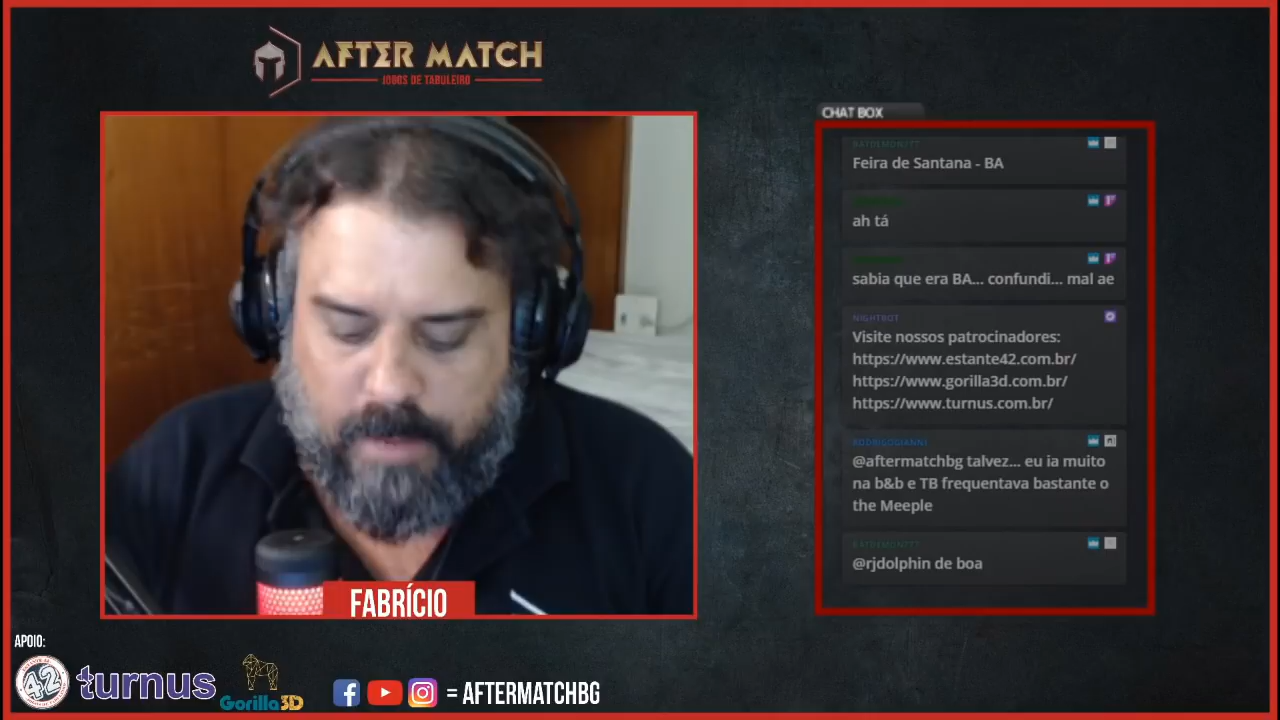 AFTER MATCH
JOGOS DE TABULEIRO
CHAT BOX
Feira de Santana - BA
ah tá
sabia que era BA... confundi... mal ae
NIGHTBOT
Visite nossos patrocinadores:
https://www.estante42.com.br/
https://www.gorilla3d.com.br/
https://www.turnus.com.br/
RODRIGOGIANNI
@aftermatchbg talvez... eu ia muito
na b&b e TB frequentava bastante o
the Meeple
@rjdolphin de boa
FABRÍCIO
APOIO:
42
turnus
Gorilla3D
= AFTERMATCHBG